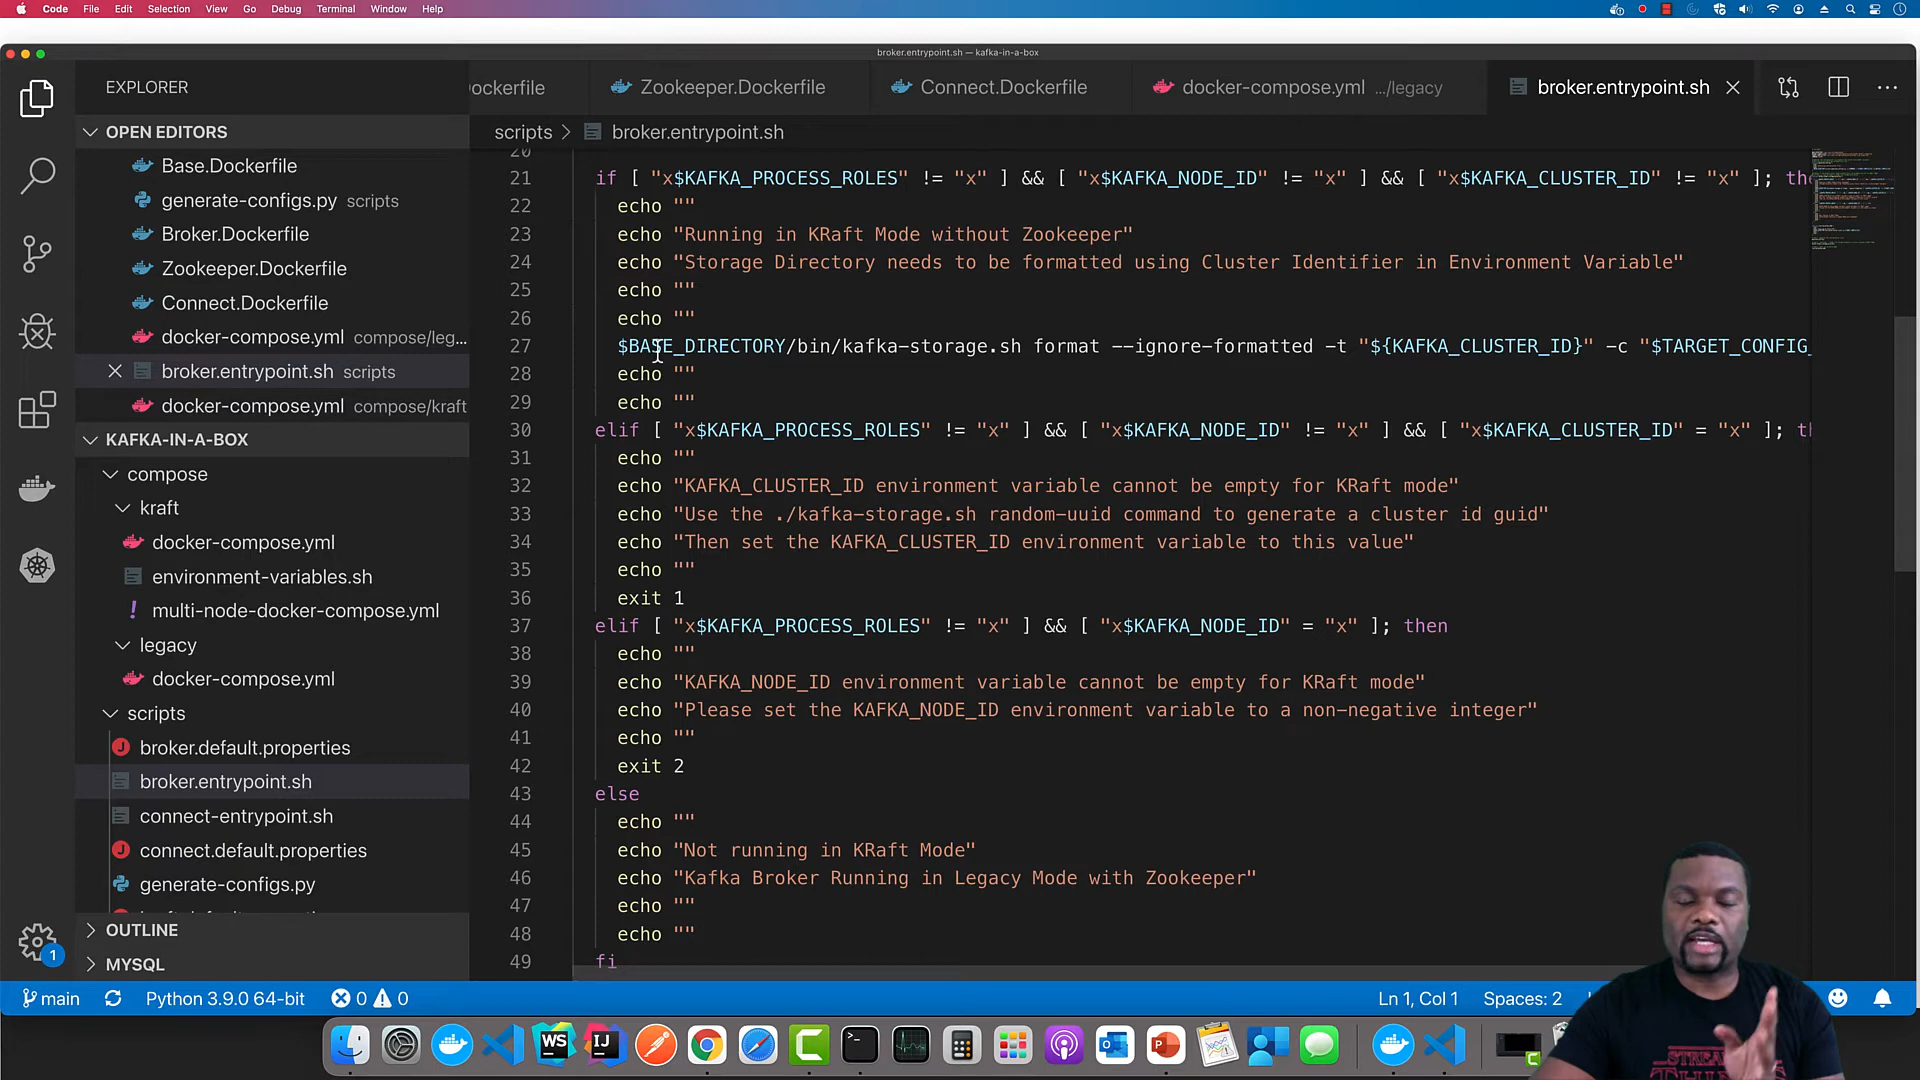 Code File Edit Selection View Go Debug Terminal Window Help
broker.entrypoint.sh — kafka-in-a-box
EXPLORER
ockerfile
Zookeeper.Dockerfile
Connect.Dockerfile
docker-compose.yml .../legacy
broker.entrypoint.sh
OPEN EDITORS
Base.Dockerfile
generate-configs.py scripts
Broker.Dockerfile
Zookeeper.Dockerfile
Connect.Dockerfile
docker-compose.yml compose/leg...
broker.entrypoint.sh scripts
docker-compose.yml compose/kraft
KAFKA-IN-A-BOX
compose
kraft
docker-compose.yml
environment-variables.sh
! multi-node-docker-compose.yml
legacy
docker-compose.yml
scripts
broker.default.properties
broker.entrypoint.sh
connect-entrypoint.sh
connect.default.properties
generate-configs.py
OUTLINE
MYSQL
scripts > broker.entrypoint.sh
20
21 if [ "x$KAFKA_PROCESS_ROLES" != "x" ] && [ "x$KAFKA_NODE_ID" != "x" ] && [ "x$KAFKA_CLUSTER_ID" != "x" ]; the
22 echo ""
23 echo "Running in KRaft Mode without Zookeeper"
24 echo "Storage Directory needs to be formatted using Cluster Identifier in Environment Variable"
25 echo ""
26 echo ""
27 $BASE_DIRECTORY/bin/kafka-storage.sh format --ignore-formatted -t "${KAFKA_CLUSTER_ID}" -c "$TARGET_CONFIG_
28 echo ""
29 echo ""
30 elif [ "x$KAFKA_PROCESS_ROLES" != "x" ] && [ "x$KAFKA_NODE_ID" != "x" ] && [ "x$KAFKA_CLUSTER_ID" = "x" ]; th
31 echo ""
32 echo "KAFKA_CLUSTER_ID environment variable cannot be empty for KRaft mode"
33 echo "Use the ./kafka-storage.sh random-uuid command to generate a cluster id guid"
34 echo "Then set the KAFKA_CLUSTER_ID environment variable to this value"
35 echo ""
36 exit 1
37 elif [ "x$KAFKA_PROCESS_ROLES" != "x" ] && [ "x$KAFKA_NODE_ID" = "x" ]; then
38 echo ""
39 echo "KAFKA_NODE_ID environment variable cannot be empty for KRaft mode"
40 echo "Please set the KAFKA_NODE_ID environment variable to a non-negative integer"
41 echo ""
42 exit 2
43 else
44 echo ""
45 echo "Not running in KRaft Mode"
46 echo "Kafka Broker Running in Legacy Mode with Zookeeper"
47 echo ""
48 echo ""
49 fi
1
main Python 3.9.0 64-bit 0 0 Ln 1, Col 1 Spaces: 2
WS IJ